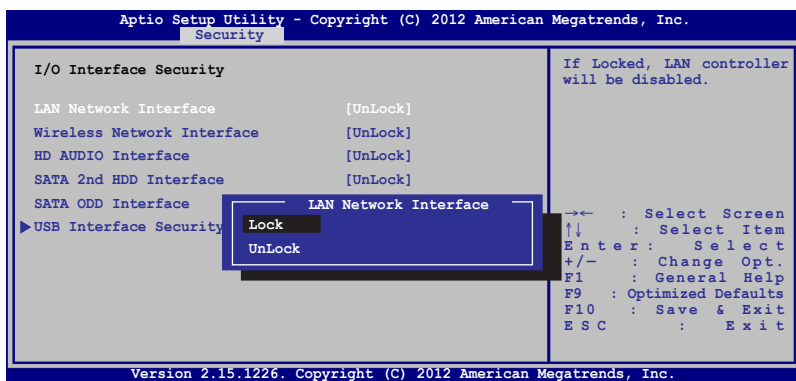 Aptio Setup Utility - Copyright (C) 2012 American Megatrends, Inc.
Security
I/O Interface Security
LAN Network Interface [UnLock]
Wireless Network Interface [UnLock]
HD AUDIO Interface [UnLock]
SATA 2nd HDD Interface [UnLock]
SATA ODD Interface
USB Interface Security
LAN Network Interface
Lock
UnLock
If Locked, LAN controller
will be disabled.
→← : Select Screen
↑↓ : Select Item
Enter: Select
+/— : Change Opt.
F1 : General Help
F9 : Optimized Defaults
F10 : Save & Exit
ESC : Exit
Version 2.15.1226. Copyright (C) 2012 American Megatrends, Inc.